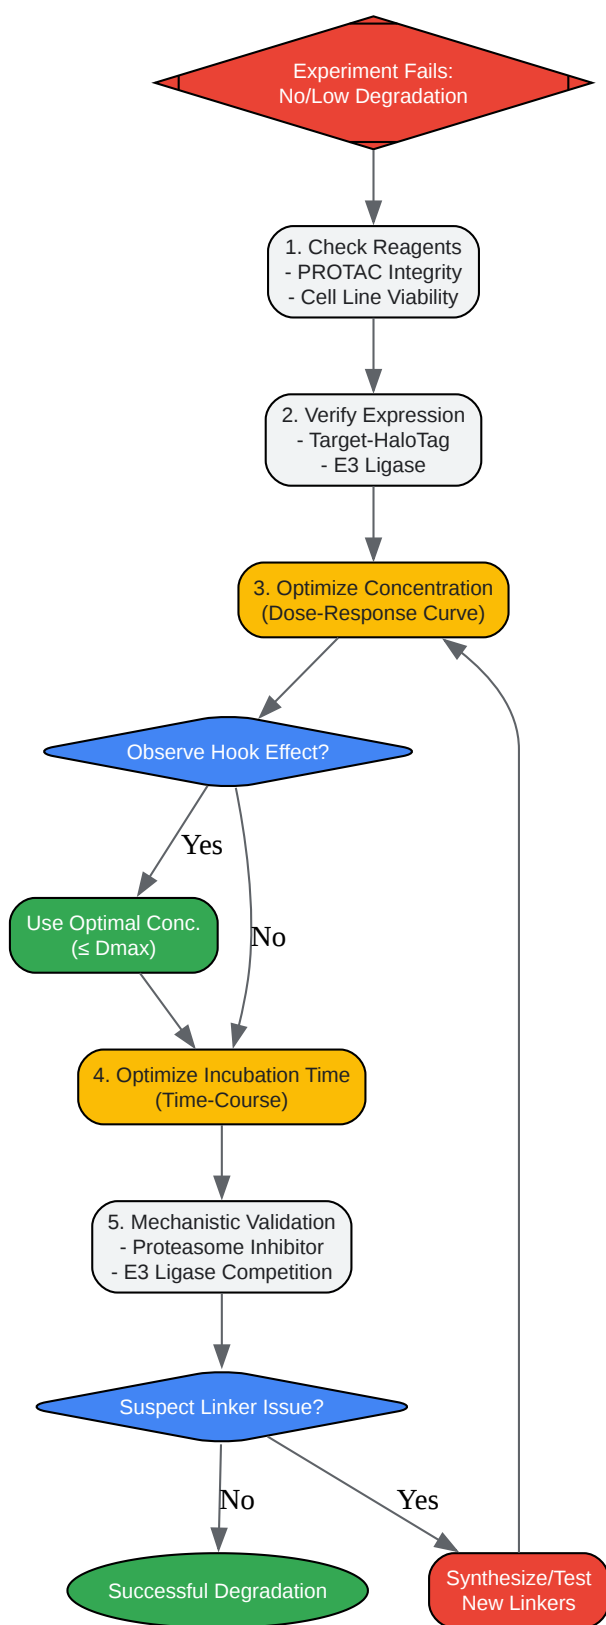 Experiment Fails:
No/Low Degradation
1. Check Reagents
- PROTAC Integrity
- Cell Line Viability
2. Verify Expression
- Target-HaloTag
- E3 Ligase
3. Optimize Concentration
(Dose-Response Curve)
Observe Hook Effect?
Yes
Use Optimal Conc.
(≤ Dmax)
No
4. Optimize Incubation Time
(Time-Course)
5. Mechanistic Validation
- Proteasome Inhibitor
- E3 Ligase Competition
Suspect Linker Issue?
No
Yes
Successful Degradation
Synthesize/Test
New Linkers